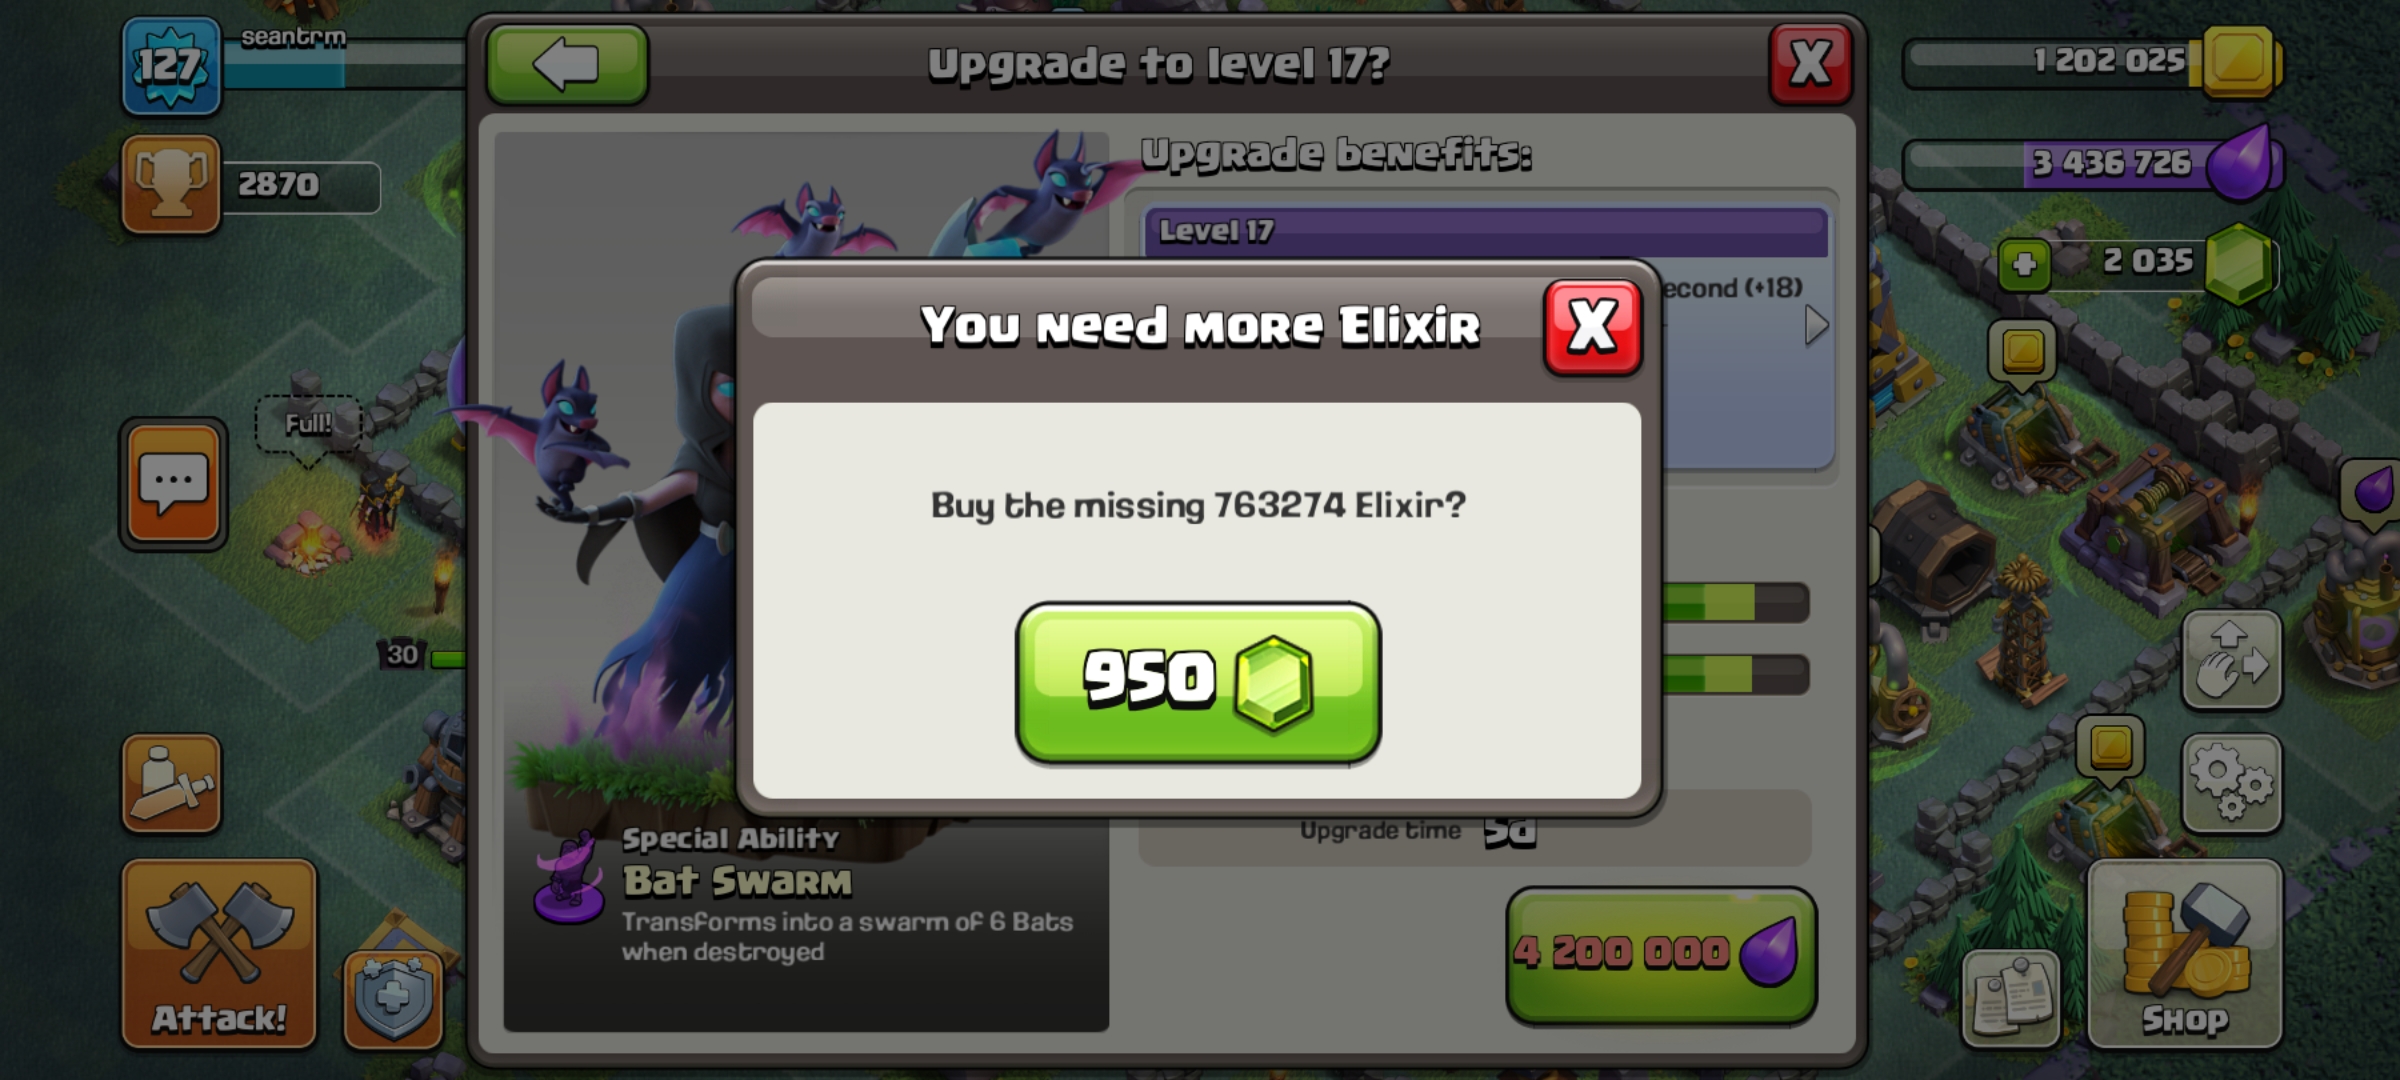 127
seantrm
2870
Upgrade to level 17?
X
1 202 025
3 436 726
2 035
Upgrade benefits:
Level 17
econd (+18)
You need more Elixir
X
Buy the missing 763274 Elixir?
950
Full!
30
Special Ability
Bat Swarm
Transforms into a swarm of 6 Bats
when destroyed
Upgrade time 5d
4 200 000
Attack!
Shop